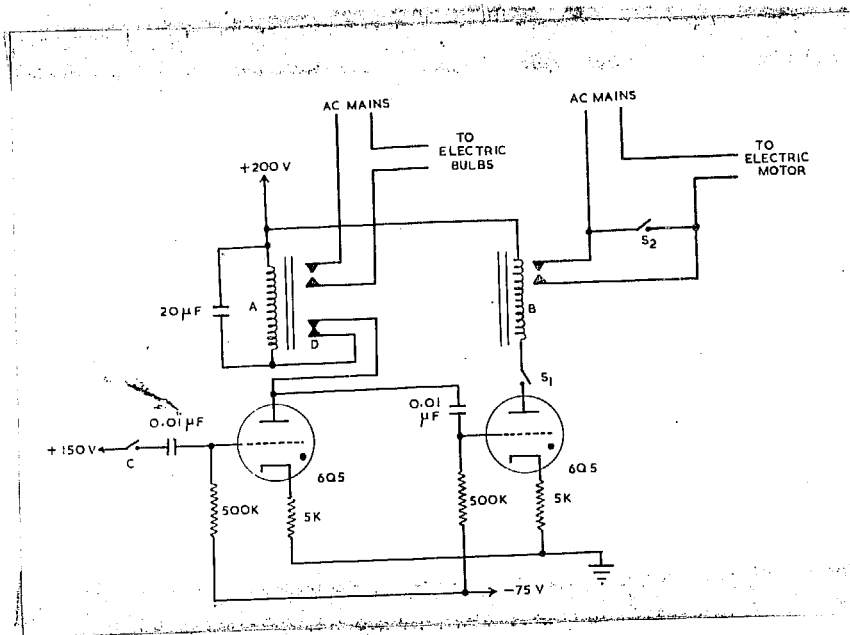 AC MAINS
TO
ELECTRIC
BULBS
AC MAINS
TO
ELECTRIC
MOTOR
+200 V
S2
20 µF
A
B
D
S1
0.01 µF
0.01
µF
+150V
C
6Q5
6Q5
500K
5K
500K
5K
−75 V